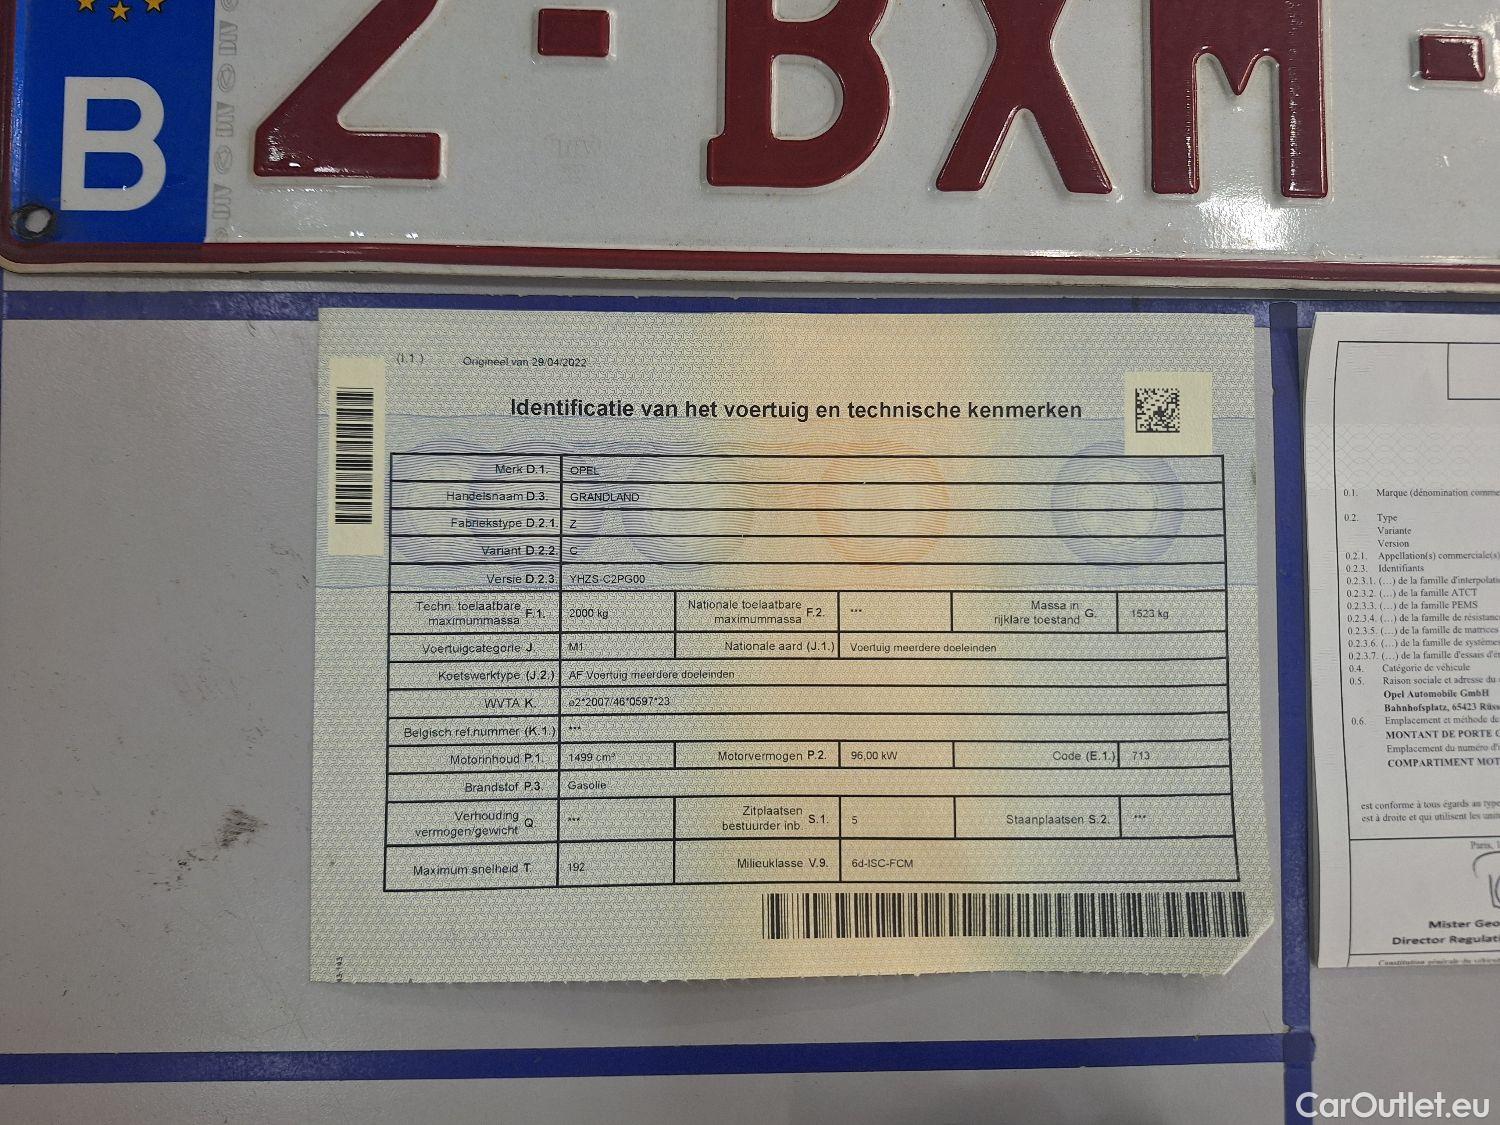 B
2-BXM-
(I.1.) Origineel van 29/04/2022
Identificatie van het voertuig en technische kenmerken
Merk D.1. OPEL
Handelsnaam D.3. GRANDLAND
Fabriekstype D.2.1. Z
Variant D.2.2. C
Versie D.2.3. YHZS-C2PG00
Techn. toelaatbare maximummassa F.1. 2000 kg Nationale toelaatbare maximummassa F.2. *** Massa in rijklare toestand G. 1523 kg
Voertuigcategorie J. M1 Nationale aard (J.1.) Voertuig meerdere doeleinden
Koetswerktype (J.2.) AF Voertuig meerdere doeleinden
WVTA K. e2*2007/46*0597*23
Belgisch ref.nummer (K.1.) ***
Motorinhoud P.1. 1499 cm³ Motorvermogen P.2. 96,00 kW Code (E.1.) 713
Brandstof P.3. Gasolie
Verhouding vermogen/gewicht Q. *** Zitplaatsen bestuurder inb. S.1. 5 Staanplaatsen S.2. ***
Maximum snelheid T. 192 Milieuklasse V.9. 6d-ISC-FCM
0.1. Marque (dénomination comme
0.2. Type
Variante
Version
0.2.1. Appellation(s) commerciale(s)
0.2.3. Identifiants
0.2.3.1. (…) de la famille d'interpolati
0.2.3.2. (…) de la famille ATCT
0.2.3.3. (…) de la famille PEMS
0.2.3.4. (…) de la famille de résistanc
0.2.3.5. (…) de la famille de matrices
0.2.3.6. (…) de la famille de systèmes
0.2.3.7. (…) de la famille d'essais d'é
0.4. Catégorie de véhicule
0.5. Raison sociale et adresse du
Opel Automobile GmbH
Bahnhofsplatz, 65423 Rüss
0.6. Emplacement et méthode de
MONTANT DE PORTE
Emplacement du numéro d'i
COMPARTIMENT MOT
est conforme à tous égards au type
est à droite et qui utilisent les unit
Paris,
Mister Geo
Director Regulati
Constitution générale du véhicul
CarOutlet.eu